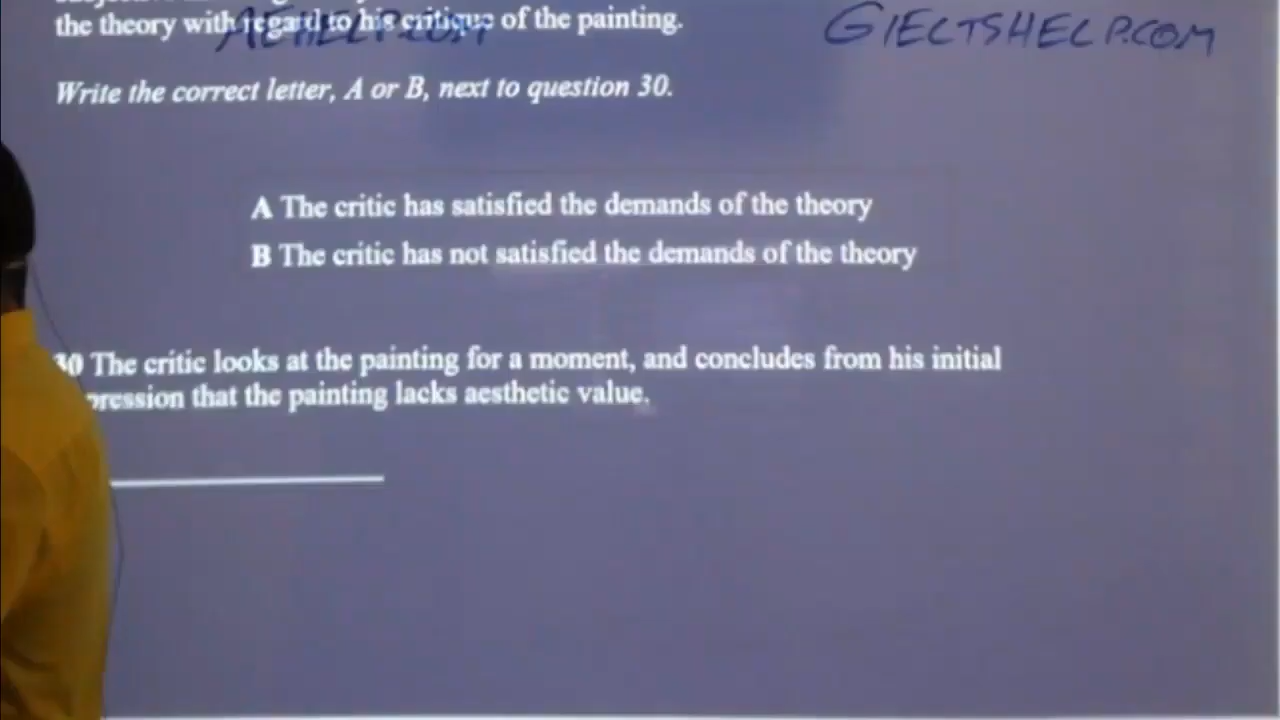 the theory with regard to his critique of the painting.
AEHELP.COM
GIELTSHELP.COM
Write the correct letter, A or B, next to question 30.
A The critic has satisfied the demands of the theory
B The critic has not satisfied the demands of the theory
30 The critic looks at the painting for a moment, and concludes from his initial
pression that the painting lacks aesthetic value.